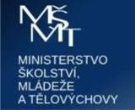 MŠMT
MINISTERSTVO
ŠKOLSTVÍ,
MLÁDEŽE
A TĚLOVÝCHOVY